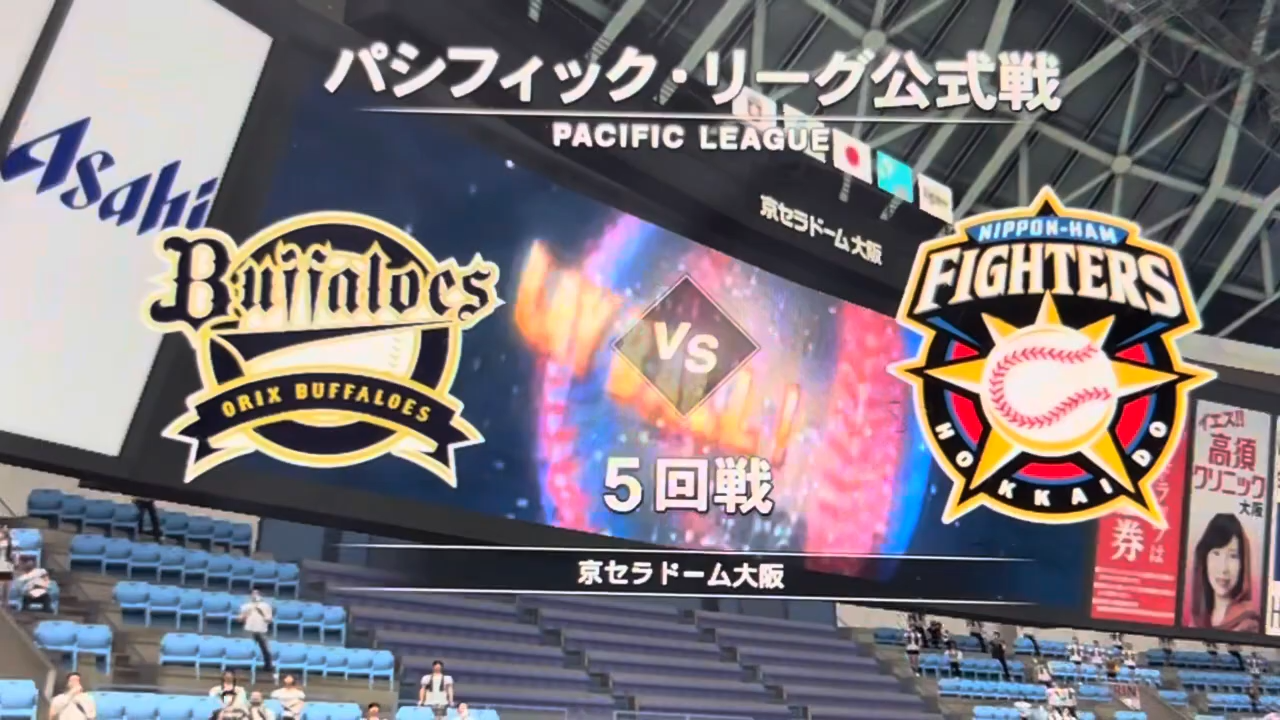 パシフィック・リーグ公式戦
PACIFIC LEAGUE
Asahi
京セラドーム大阪
Buffaloes
ORIX BUFFALOES
VS
NIPPON-HAM
FIGHTERS
HOKKAIDO
5回戦
京セラドーム大阪
イエス!!
高須
クリニック
大阪
券